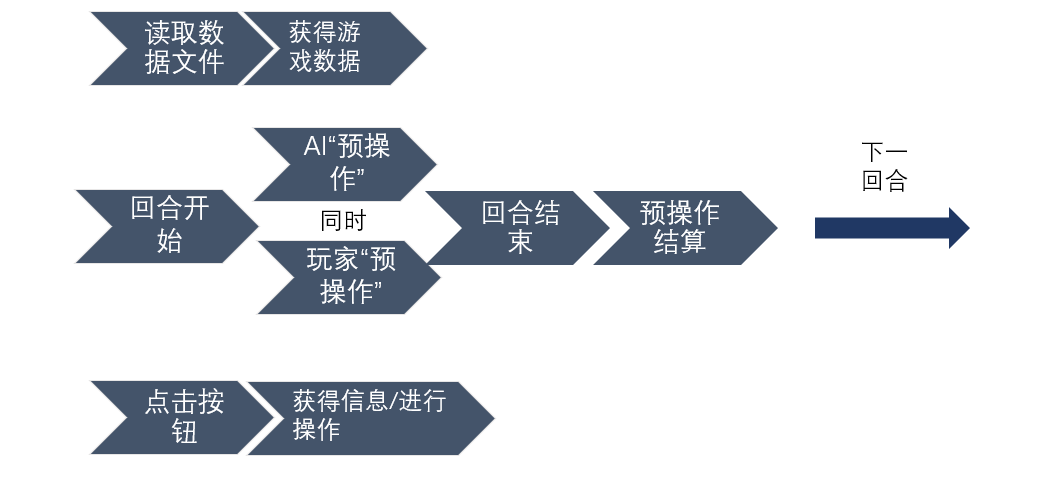 读取数
据文件
获得游
戏数据
AI“预操
作”
下一
回合
回合开
始
同时
回合结
束
预操作
结算
玩家“预
操作”
点击按
钮
获得信息/进行
操作